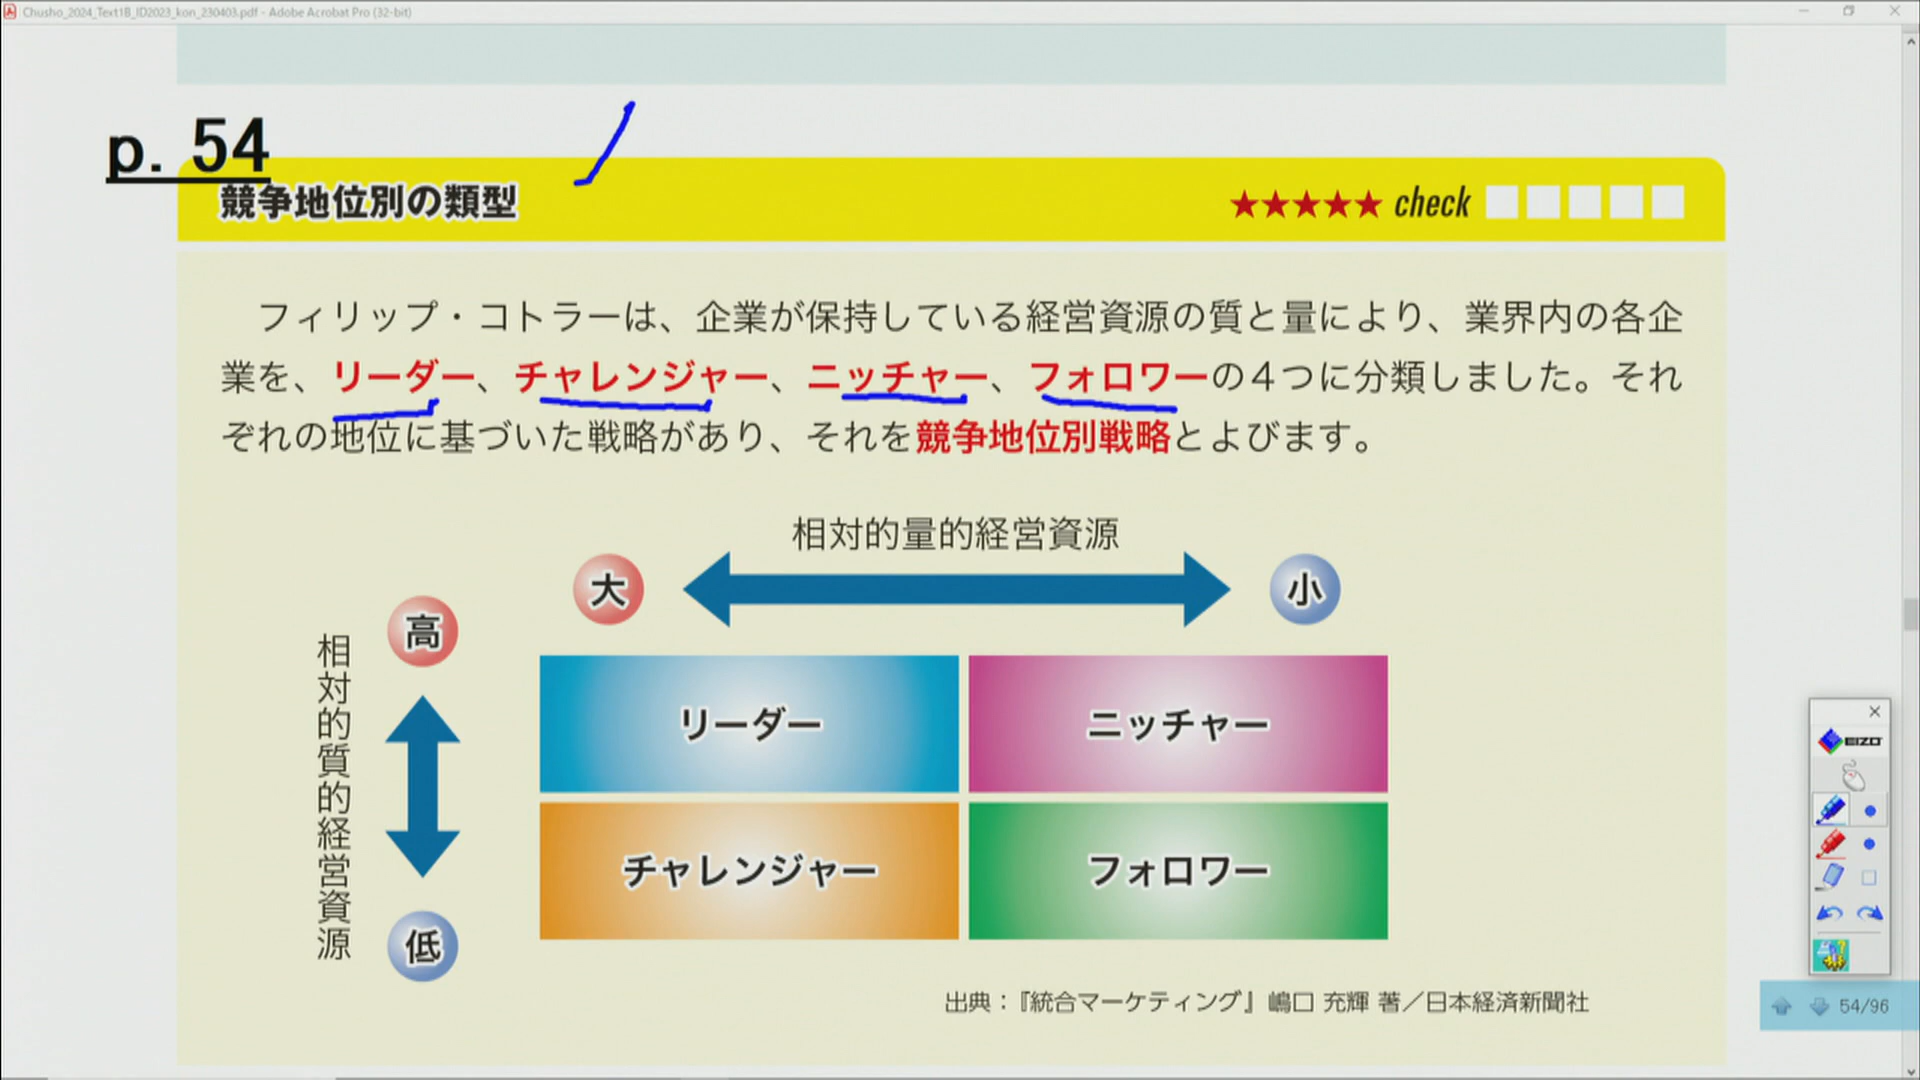 Chusho_2024_Text1B_ID2023_kon_230403.pdf - Adobe Acrobat Pro (32-bit)
p. 54
競争地位別の類型
★★★★★ check
フィリップ・コトラーは、企業が保持している経営資源の質と量により、業界内の各企
業を、リーダー、チャレンジャー、ニッチャー、フォロワーの4つに分類しました。それ
ぞれの地位に基づいた戦略があり、それを競争地位別戦略とよびます。
相対的量的経営資源
大
小
高
相対的質的経営資源
低
リーダー
ニッチャー
チャレンジャー
フォロワー
出典：『統合マーケティング』嶋口 充輝 著／日本経済新聞社
EIZO
54/96